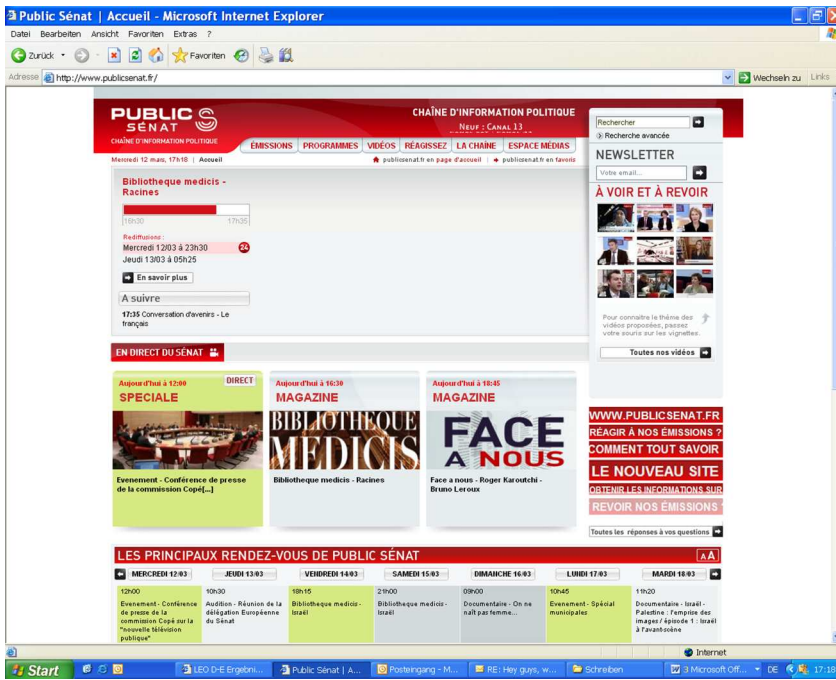 Public Sénat | Accueil - Microsoft Internet Explorer
Datei Bearbeiten Ansicht Favoriten Extras ?
Zurück Favoriten
Adresse http://www.publicsenat.fr/ Wechseln zu Links
PUBLIC
SÉNAT
CHAÎNE D'INFORMATION POLITIQUE
CHAÎNE D'INFORMATION POLITIQUE
NEUF : CANAL 13
ÉMISSIONS PROGRAMMES VIDÉOS RÉAGISSEZ LA CHAÎNE ESPACE MÉDIAS
Mercredi 12 mars, 17h18 | Accueil
publicsenat.fr en page d'accueil | publicsenat.fr en favoris
Rechercher
Recherche avancée
NEWSLETTER
Votre email...
À VOIR ET À REVOIR
Pour connaitre le thème des
vidéos proposées, passez
votre souris sur les vignettes.
Toutes nos vidéos
Bibliotheque medicis -
Racines
16h30 17h35
Rediffusions :
Mercredi 12/03 à 23h30 24
Jeudi 13/03 à 05h25
En savoir plus
A suivre
17:35 Conversation d'avenirs - Le
français
EN DIRECT DU SÉNAT
Aujourd'hui à 12:00 DIRECT
SPECIALE
Evenement - Conférence de presse
de la commission Copé[...]
Aujourd'hui à 16:30
MAGAZINE
BIBLIOTHEQUE
MEDICIS
Bibliotheque medicis - Racines
Aujourd'hui à 18:45
MAGAZINE
FACE
A NOUS
Face a nous - Roger Karoutchi -
Bruno Leroux
WWW.PUBLICSENAT.FR
RÉAGIR À NOS ÉMISSIONS ?
COMMENT TOUT SAVOIR
LE NOUVEAU SITE
OBTENIR LES INFORMATIONS SUR
REVOIR NOS ÉMISSIONS ?
Toutes les réponses à vos questions
LES PRINCIPAUX RENDEZ-VOUS DE PUBLIC SÉNAT AA
MERCREDI 12/03 JEUDI 13/03 VENDREDI 14/03 SAMEDI 15/03 DIMANCHE 16/03 LUNDI 17/03 MARDI 18/03
12h00
Evenement - Conférence
de presse de la
commission Copé sur la
"nouvelle télévision
publique"
10h30
Audition - Réunion de la
délégation Européenne
du Sénat
18h15
Bibliotheque medicis -
Israël
21h00
Bibliotheque medicis -
Israël
09h00
Documentaire - On ne
naît pas femme...
10h45
Evenement - Spécial
municipales
11h20
Documentaire - Israël -
Palestine : l'emprise des
images / épisode 1 : Israël
à l'avant-scène
Internet
Start LEO D-E Ergebni... Public Sénat | A... Posteingang - M... RE: Hey guys, w... Schreiben 3 Microsoft Off... DE 17:18